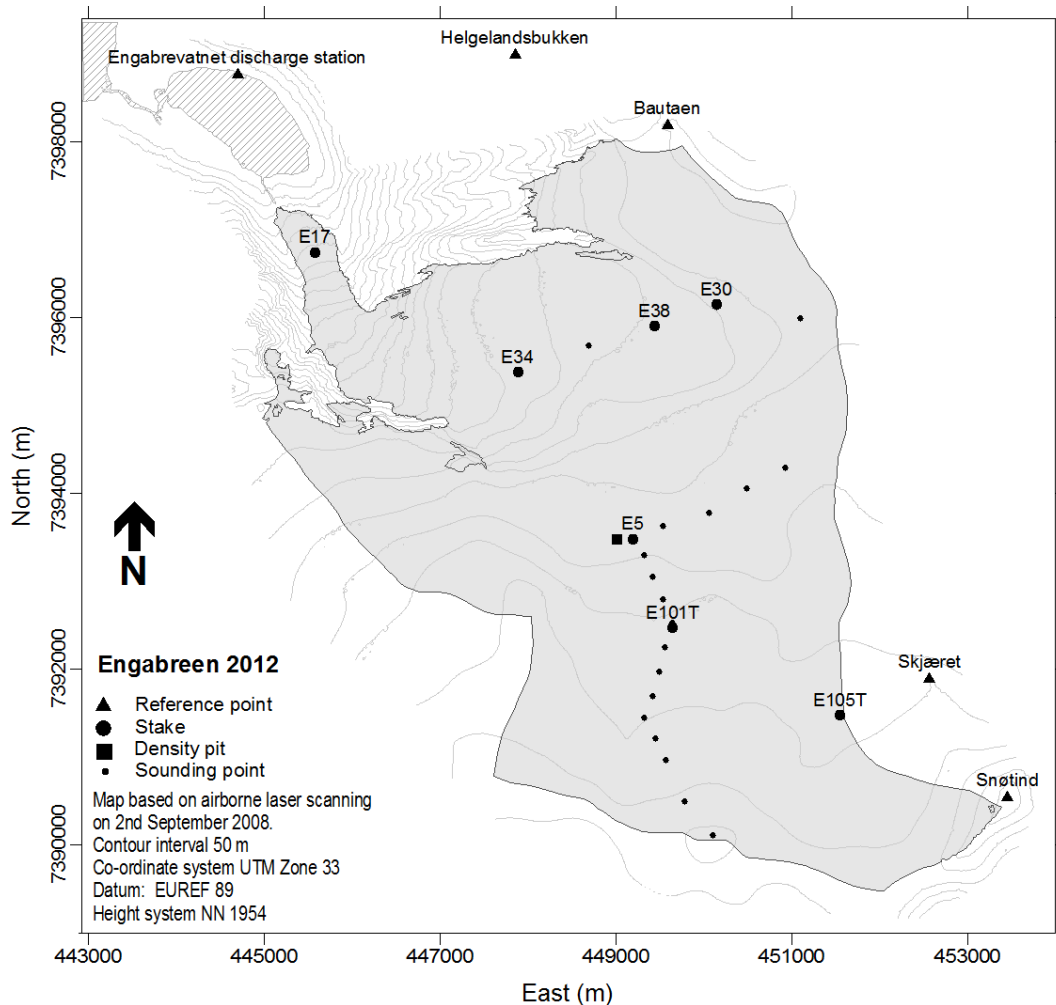 Helgelandsbukken
Engabrevatnet discharge station
Bautaen
E17
E30
E38
E34
E5
E101T
Skjæret
E105T
Snøtind
N
Engabreen 2012
Reference point
Stake
Density pit
Sounding point
Map based on airborne laser scanning
on 2nd September 2008.
Contour interval 50 m
Co-ordinate system UTM Zone 33
Datum: EUREF 89
Height system NN 1954
North (m)
7398000
7396000
7394000
7392000
7390000
443000
445000
447000
449000
451000
453000
East (m)